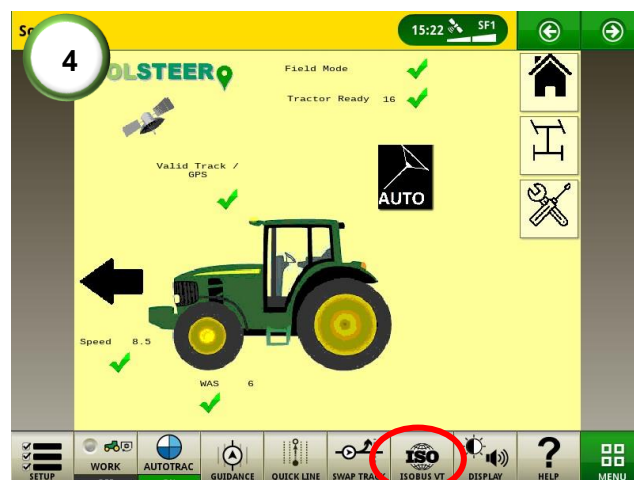 15:22 SF1
4
OLSTEER
Field Mode
Tractor Ready 16
Valid Track /
GPS
AUTO
Speed 8.5
WAS 6
WORK
AUTOTRAC
ISO
SETUP
GUIDANCE
QUICK LINE
SWAP TRACK
ISOBUS VT
DISPLAY
?
HELP
MENU